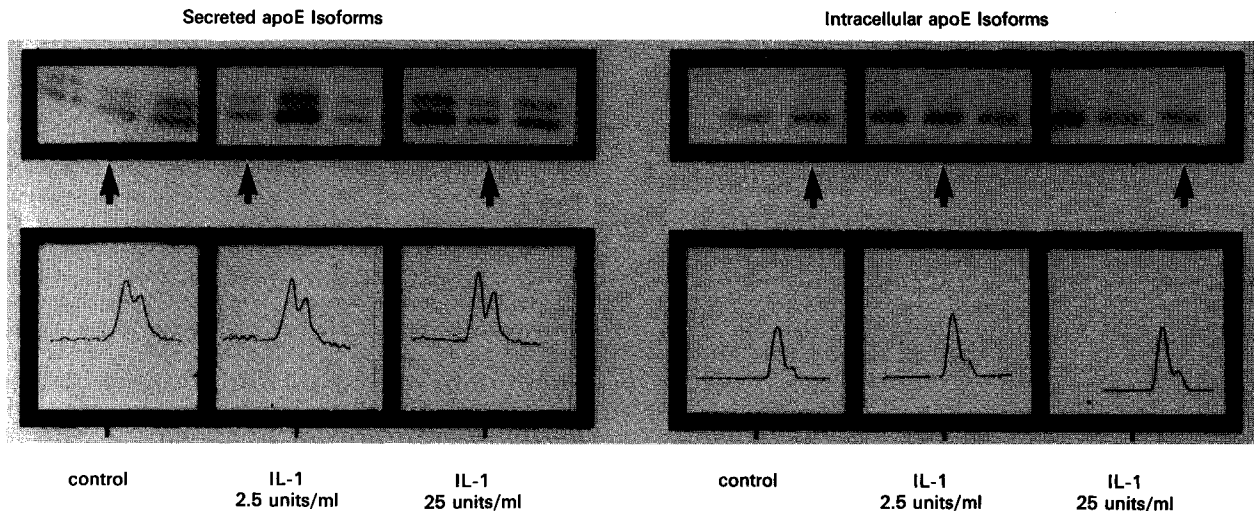 Secreted apoE Isoforms
Intracellular apoE Isoforms
control
IL-1
2.5 units/ml
IL-1
25 units/ml
control
IL-1
2.5 units/ml
IL-1
25 units/ml